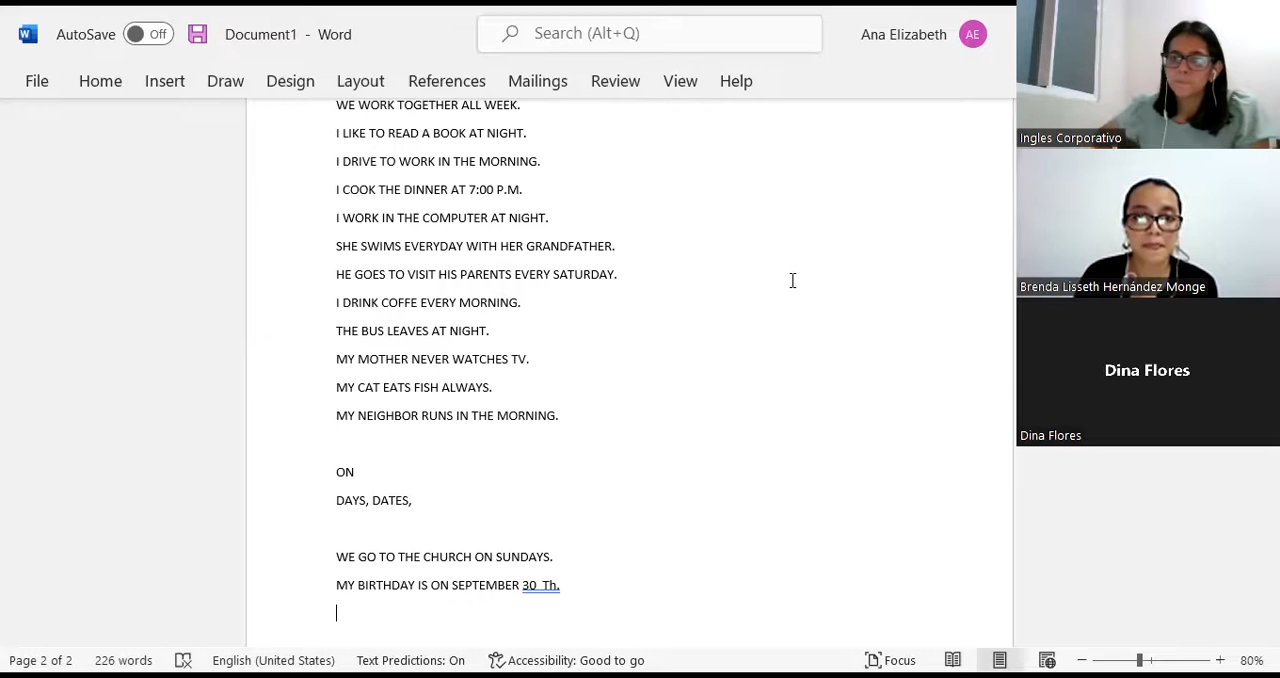 AutoSave Off Document1 - Word Search (Alt+Q) Ana Elizabeth AE
File Home Insert Draw Design Layout References Mailings Review View Help
WE WORK TOGETHER ALL WEEK.
I LIKE TO READ A BOOK AT NIGHT.
I DRIVE TO WORK IN THE MORNING.
I COOK THE DINNER AT 7:00 P.M.
I WORK IN THE COMPUTER AT NIGHT.
SHE SWIMS EVERYDAY WITH HER GRANDFATHER.
HE GOES TO VISIT HIS PARENTS EVERY SATURDAY.
I DRINK COFFE EVERY MORNING.
THE BUS LEAVES AT NIGHT.
MY MOTHER NEVER WATCHES TV.
MY CAT EATS FISH ALWAYS.
MY NEIGHBOR RUNS IN THE MORNING.
ON
DAYS, DATES,
WE GO TO THE CHURCH ON SUNDAYS.
MY BIRTHDAY IS ON SEPTEMBER 30 Th.
Page 2 of 2 226 words English (United States) Text Predictions: On Accessibility: Good to go Focus 80%
Ingles Corporativo
Brenda Lisseth Hernández Monge
Dina Flores
Dina Flores